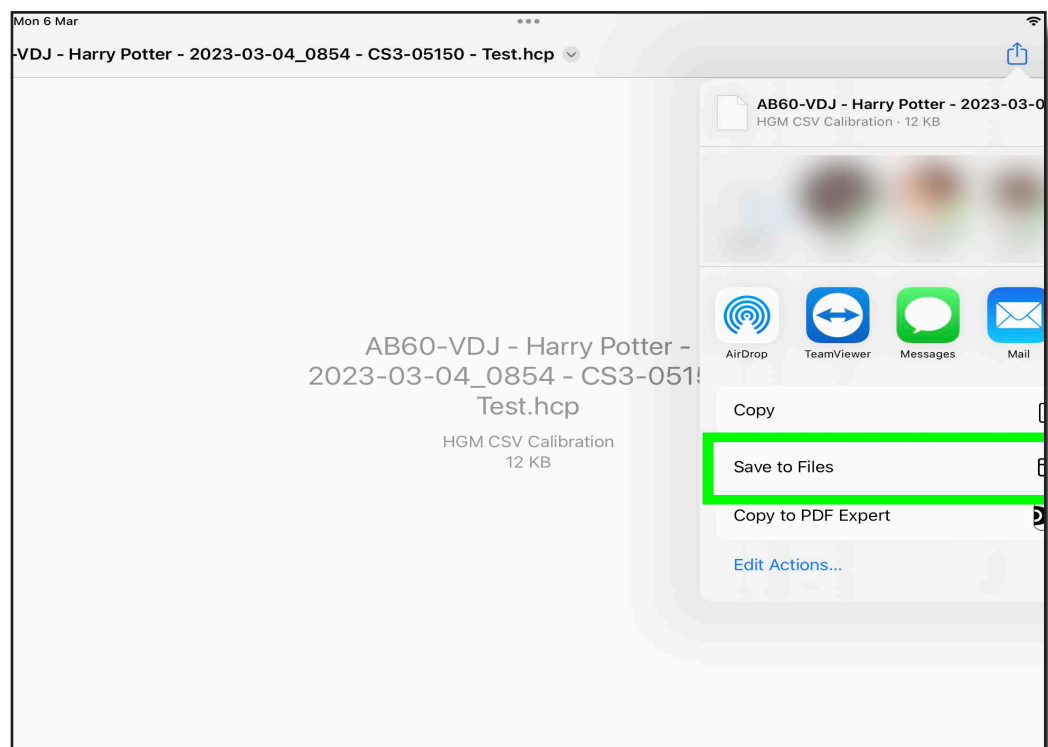 Mon 6 Mar
-VDJ - Harry Potter - 2023-03-04_0854 - CS3-05150 - Test.hcp
AB60-VDJ - Harry Potter - 2023-03-0
HGM CSV Calibration · 12 KB
AirDrop
TeamViewer
Messages
Mail
AB60-VDJ - Harry Potter -
2023-03-04_0854 - CS3-051
Test.hcp
HGM CSV Calibration
12 KB
Copy
Save to Files
Copy to PDF Expert
Edit Actions...